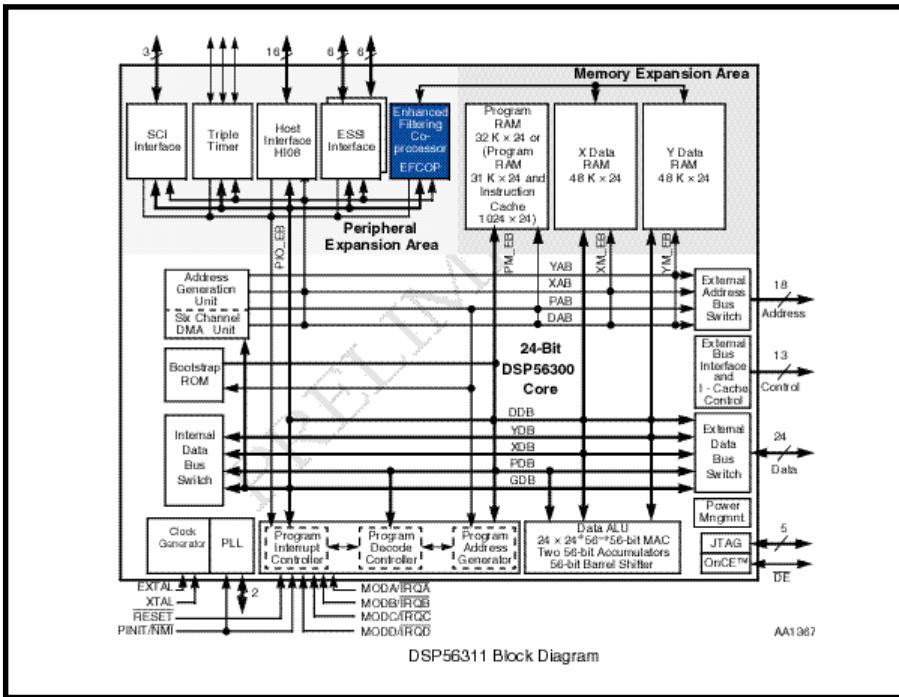 3
16
6
6
Memory Expansion Area
SCI
Interface
Triple
Timer
Host
Interface
HI08
ESSI
Interface
Enhanced
Filtering
Co-
processor
EFCOP
Program
RAM
32 K × 24 or
(Program
RAM
31 K × 24 and
Instruction
Cache
1024 × 24)
X Data
RAM
48 K × 24
Y Data
RAM
48 K × 24
Peripheral
Expansion Area
PIO_EB
PM_EB
XM_EB
YM_EB
Address
Generation
Unit
Six Channel
DMA Unit
YAB
XAB
PAB
DAB
External
Address
Bus
Switch
18
Address
Bootstrap
ROM
24-Bit
DSP56300
Core
External
Bus
Interface
and
I - Cache
Control
13
Control
Internal
Data
Bus
Switch
DDB
YDB
XDB
PDB
GDB
External
Data
Bus
Switch
24
Data
Power
Mngmnt.
Clock
Generator
PLL
Program
Interrupt
Controller
Program
Decode
Controller
Program
Address
Generator
Data ALU
24 × 24+56→56-bit MAC
Two 56-bit Accumulators
56-bit Barrel Shifter
JTAG
OnCE™
5
DE
EXTAL
XTAL
RESET
PINIT/NMI
2
MODA/IRQA
MODB/IRQB
MODC/IRQC
MODD/IRQD
AA1367
DSP56311 Block Diagram